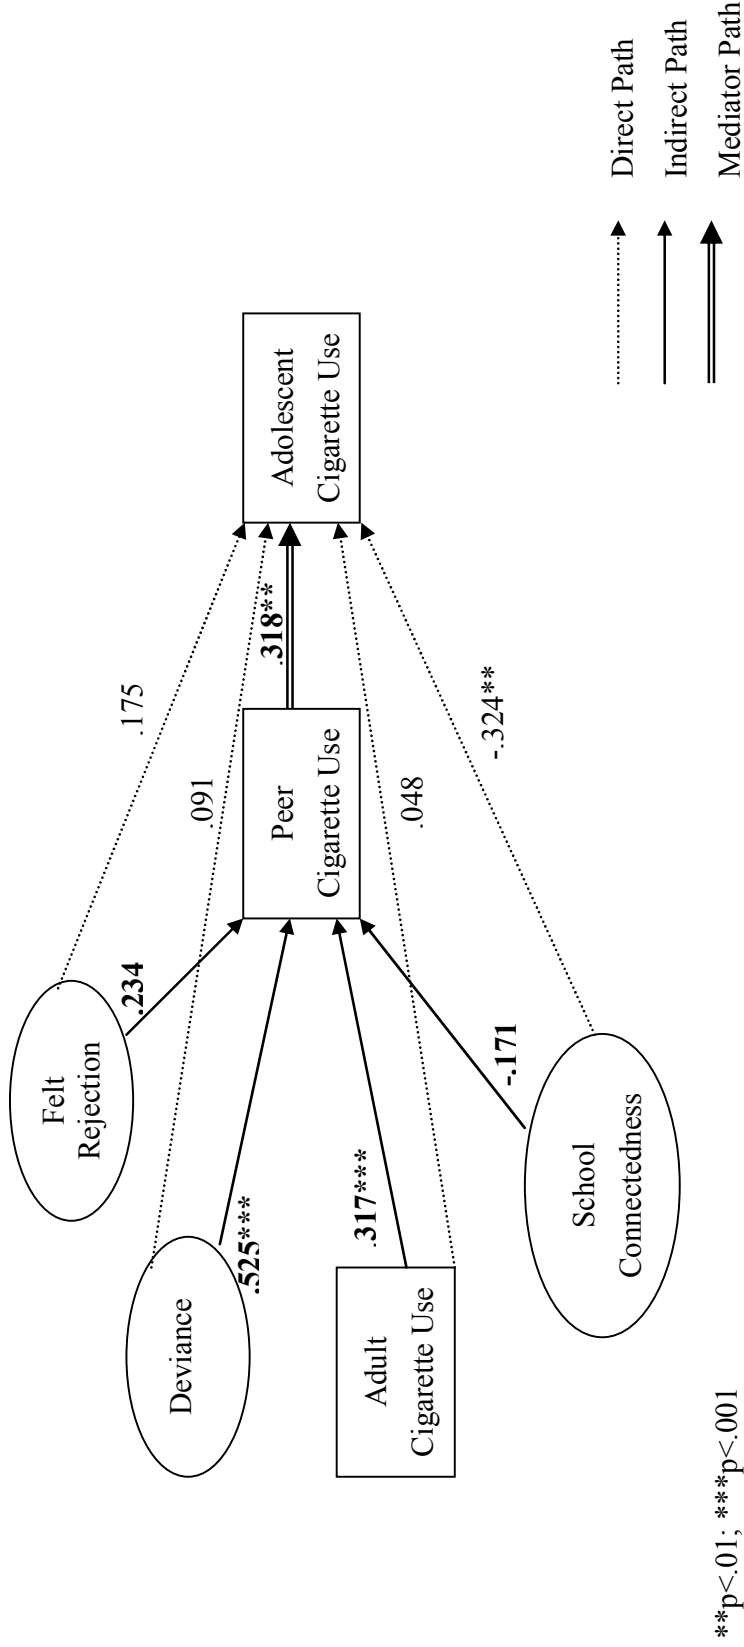 Felt
Rejection
.175
.234
.091
Deviance
.525***
Peer
Cigarette Use
.318**
Adolescent
Cigarette Use
Adult
Cigarette Use
.317***
.048
-.171
-.324**
School
Connectedness
Direct Path
Indirect Path
Mediator Path
**p<.01; ***p<.001